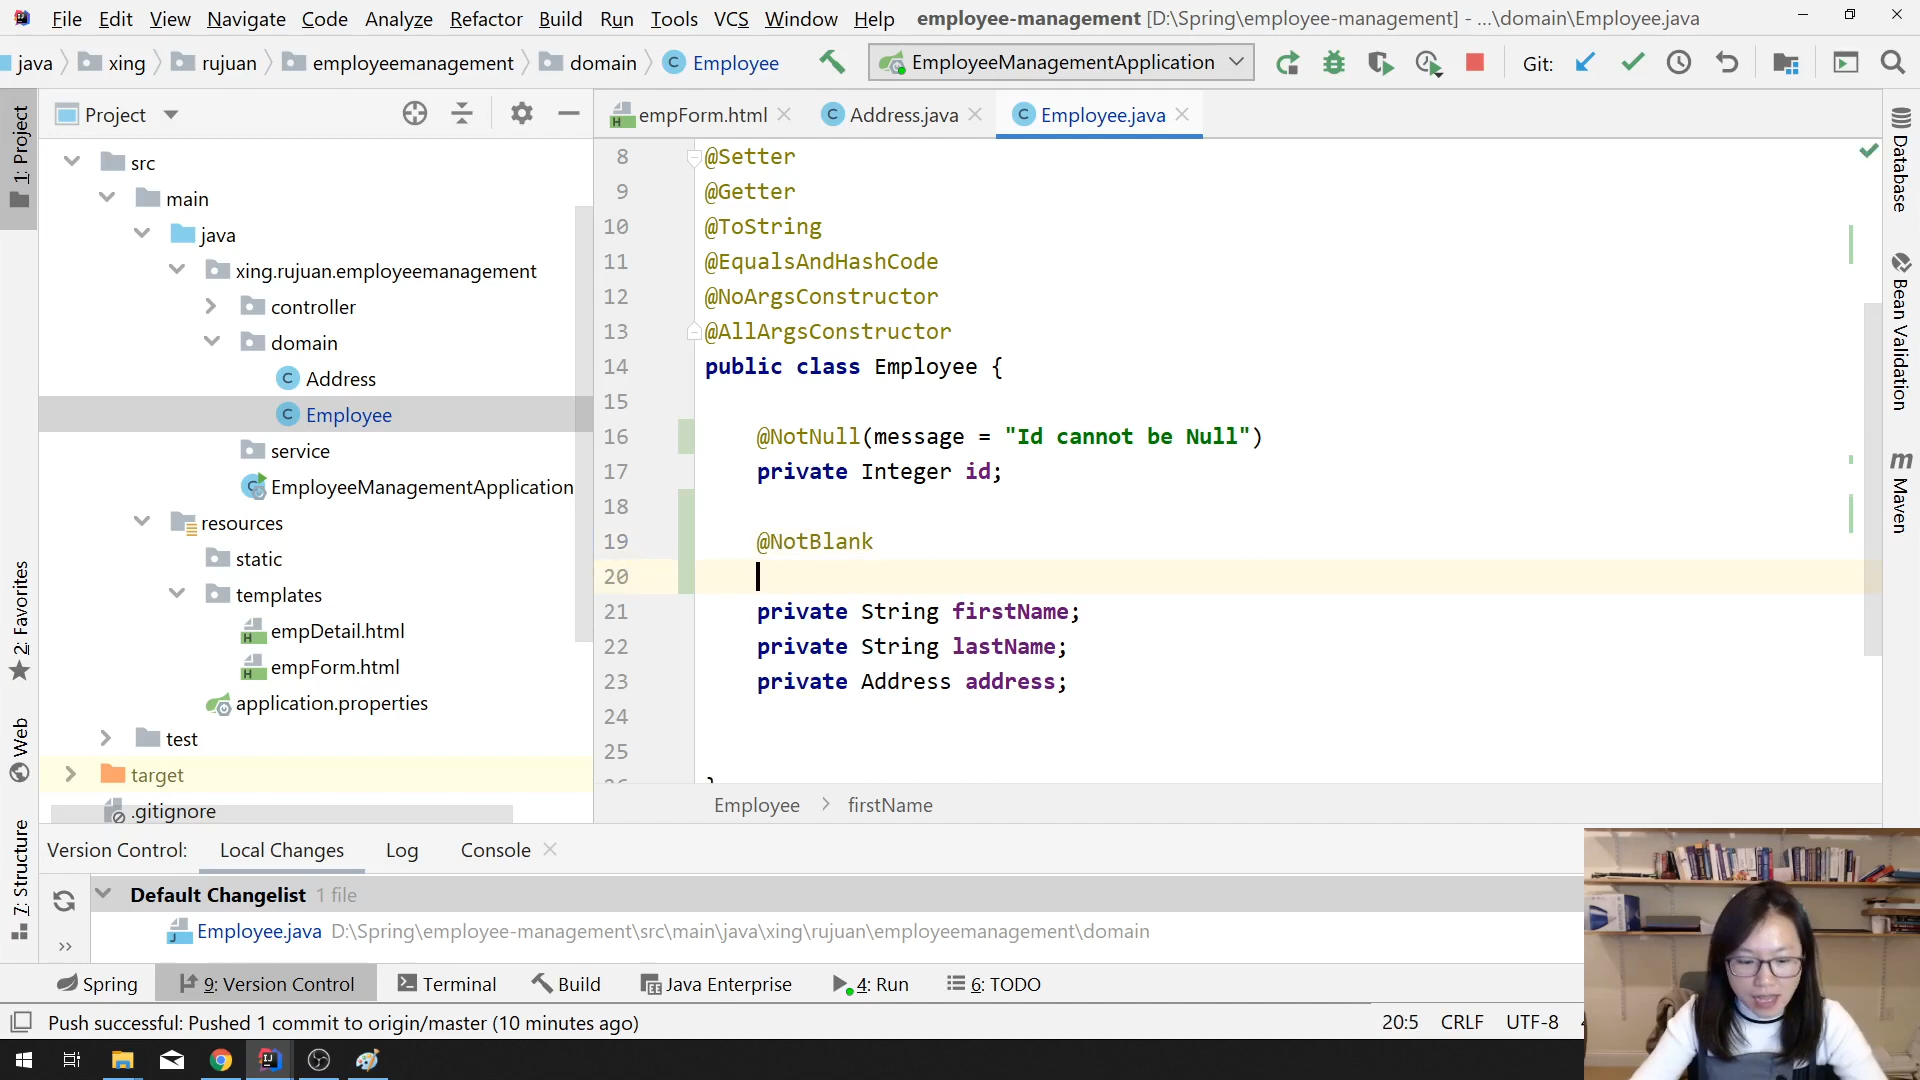 File Edit View Navigate Code Analyze Refactor Build Run Tools VCS Window Help employee-management [D:\Spring\employee-management] - ...\domain\Employee.java
java xing rujuan employeemanagement domain Employee EmployeeManagementApplication Git:
1: Project
2: Favorites
Web
7: Structure
Project
src
main
java
xing.rujuan.employeemanagement
controller
domain
Address
Employee
service
EmployeeManagementApplication
resources
static
templates
empDetail.html
empForm.html
application.properties
test
target
.gitignore
empForm.html Address.java Employee.java
8 @Setter
9 @Getter
10 @ToString
11 @EqualsAndHashCode
12 @NoArgsConstructor
13 @AllArgsConstructor
14 public class Employee {
15
16 @NotNull(message = "Id cannot be Null")
17 private Integer id;
18
19 @NotBlank
20
21 private String firstName;
22 private String lastName;
23 private Address address;
24
25
Employee > firstName
Database
Bean Validation
Maven
Version Control: Local Changes Log Console
Default Changelist 1 file
Employee.java D:\Spring\employee-management\src\main\java\xing\rujuan\employeemanagement\domain
Spring 9: Version Control Terminal Build Java Enterprise 4: Run 6: TODO
Push successful: Pushed 1 commit to origin/master (10 minutes ago) 20:5 CRLF UTF-8